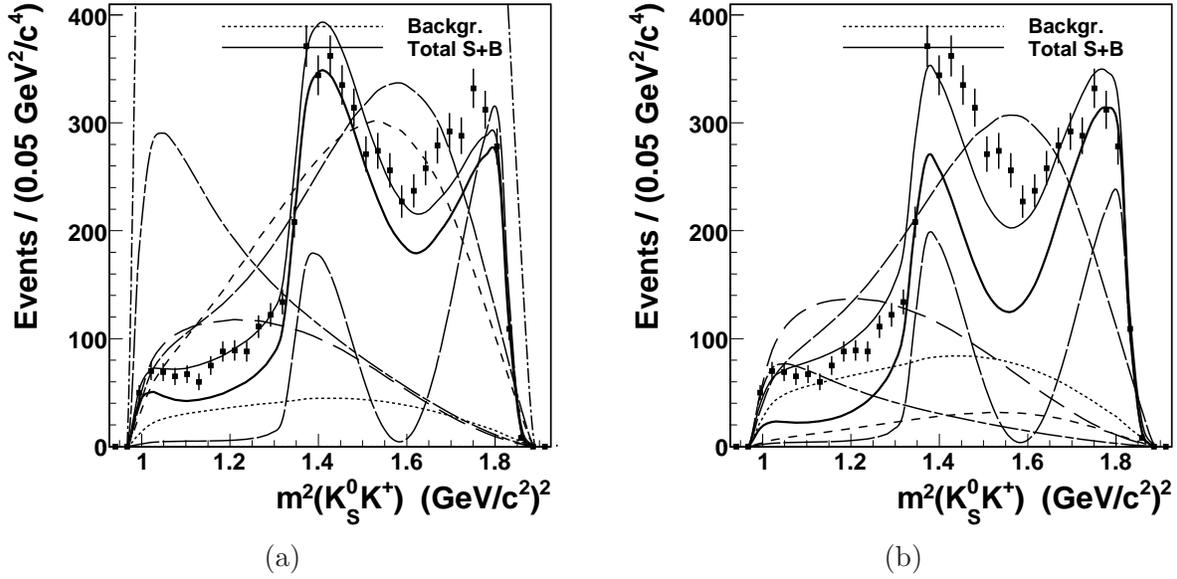 Events / (0.05 GeV²/c⁴)
400
300
200
100
0
Backgr.
Total S+B
1
1.2
1.4
1.6
1.8
m²(K⁰SK⁺) (GeV/c²)²
(a)
Events / (0.05 GeV²/c⁴)
400
300
200
100
0
Backgr.
Total S+B
1
1.2
1.4
1.6
1.8
m²(K⁰SK⁺) (GeV/c²)²
(b)